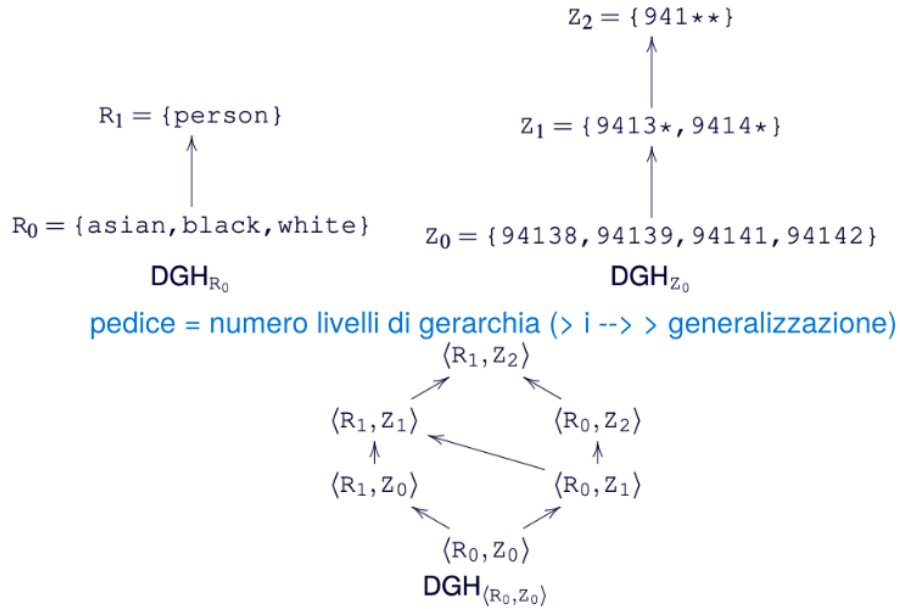 Z₂ = {941**}
R₁ = {person}
Z₁ = {9413*,9414*}
R₀ = {asian,black,white}
Z₀ = {94138,94139,94141,94142}
DGH_R₀
DGH_Z₀
pedice = numero livelli di gerarchia (> i --> > generalizzazione)
⟨R₁,Z₂⟩
⟨R₁,Z₁⟩
⟨R₀,Z₂⟩
⟨R₁,Z₀⟩
⟨R₀,Z₁⟩
⟨R₀,Z₀⟩
DGH_⟨R₀,Z₀⟩